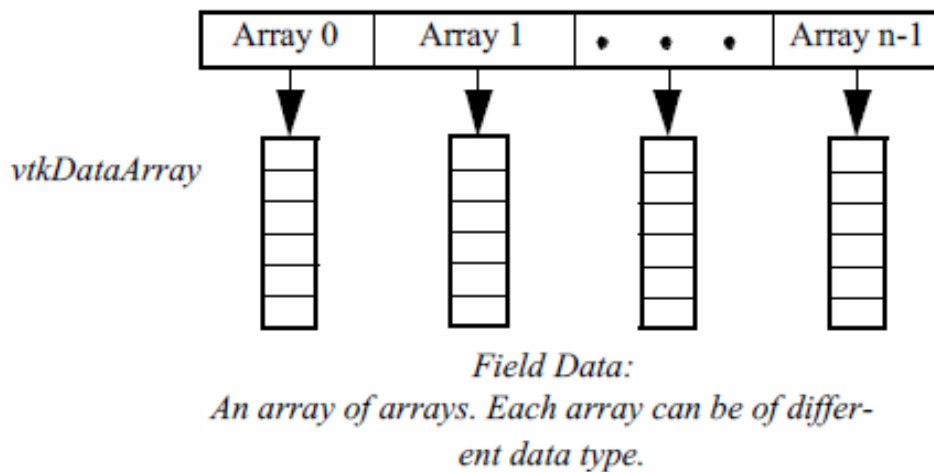 Array 0 Array 1 • • • Array n-1
vtkDataArray
Field Data:
An array of arrays. Each array can be of differ-
ent data type.